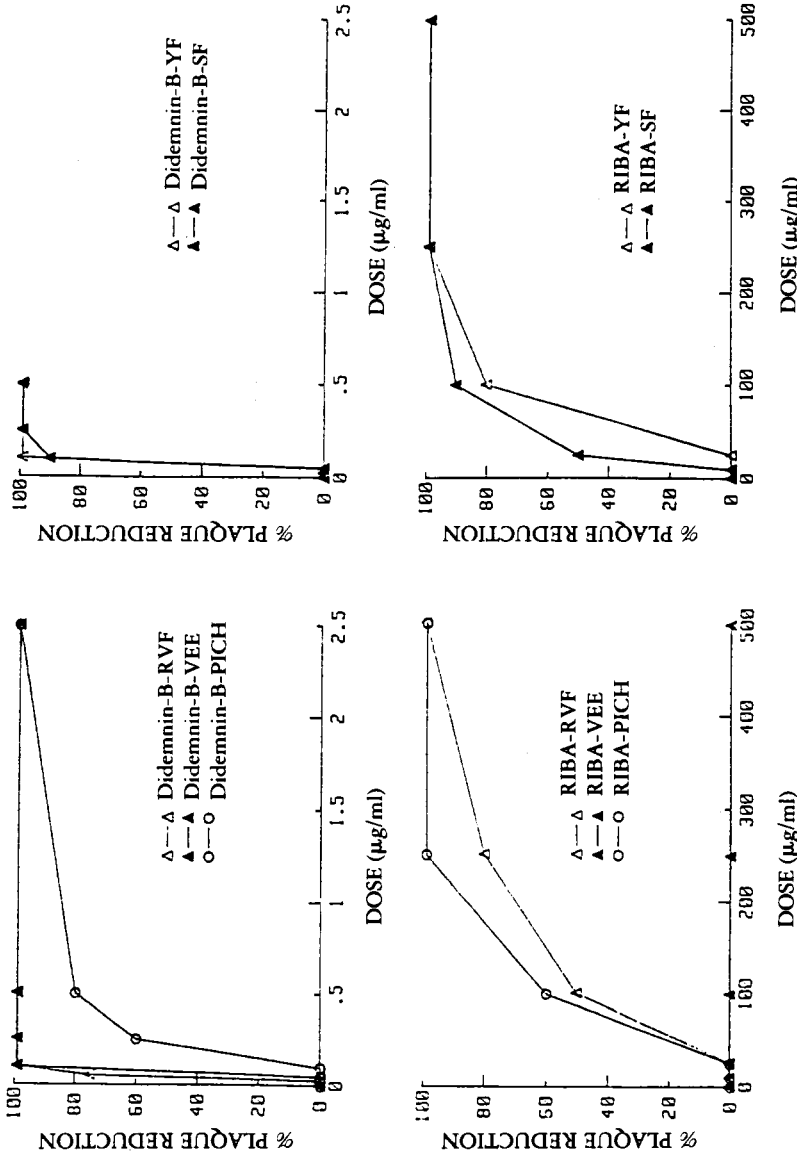 % PLAQUE REDUCTION
100
80
60
40
20
0
0
.5
1
1.5
2
2.5
DOSE (µg/ml)
△—△ Didemnin-B-RVF
▲—▲ Didemnin-B-VEE
○—○ Didemnin-B-PICH
% PLAQUE REDUCTION
100
80
60
40
20
0
0
.5
1
1.5
2
2.5
DOSE (µg/ml)
△—△ Didemnin-B-YF
▲—▲ Didemnin-B-SF
% PLAQUE REDUCTION
100
80
60
40
20
0
0
100
200
300
400
500
DOSE (µg/ml)
△—△ RIBA-RVF
▲—▲ RIBA-VEE
○—○ RIBA-PICH
% PLAQUE REDUCTION
100
80
60
40
20
0
0
100
200
300
400
500
DOSE (µg/ml)
△—△ RIBA-YF
▲—▲ RIBA-SF